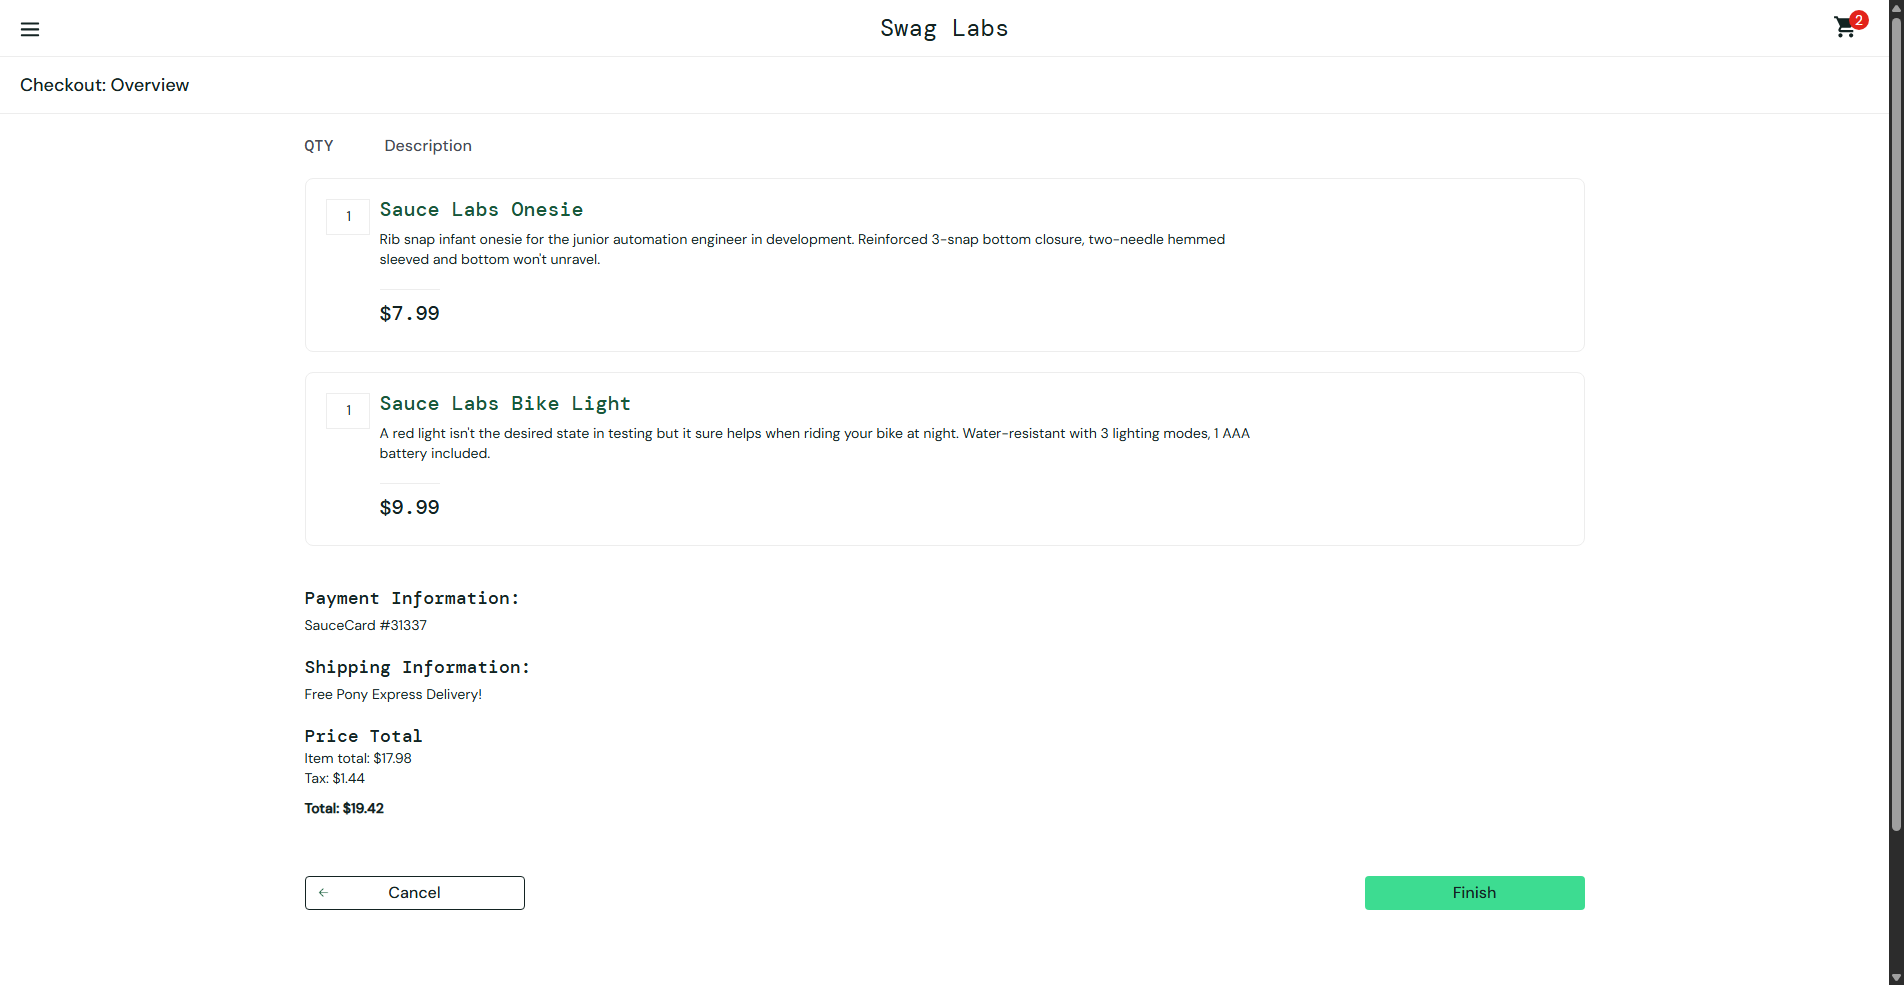 Swag Labs
2
Checkout: Overview
QTY Description
1
Sauce Labs Onesie
Rib snap infant onesie for the junior automation engineer in development. Reinforced 3-snap bottom closure, two-needle hemmed
sleeved and bottom won't unravel.
$7.99
1
Sauce Labs Bike Light
A red light isn't the desired state in testing but it sure helps when riding your bike at night. Water-resistant with 3 lighting modes, 1 AAA
battery included.
$9.99
Payment Information:
SauceCard #31337
Shipping Information:
Free Pony Express Delivery!
Price Total
Item total: $17.98
Tax: $1.44
Total: $19.42
Cancel
Finish